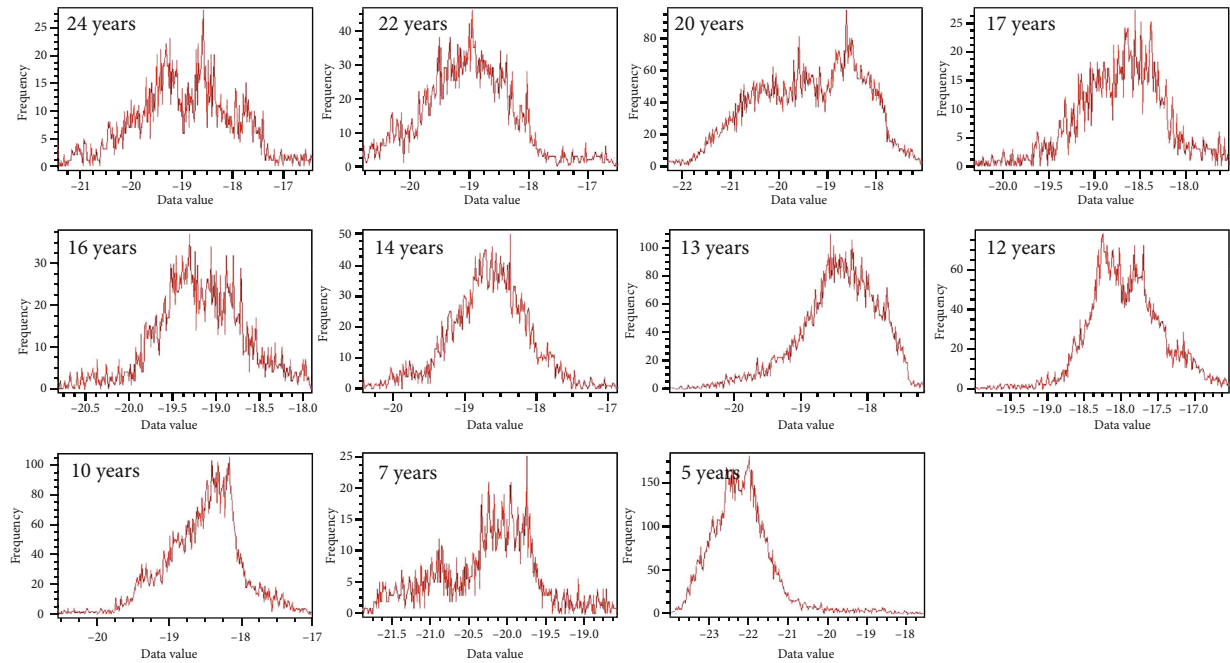 24 years
Frequency
25
20
15
10
5
0
−21 −20 −19 −18 −17
Data value
22 years
Frequency
40
30
20
10
0
−20 −19 −18 −17
Data value
20 years
Frequency
80
60
40
20
0
−22 −21 −20 −19 −18
Data value
17 years
Frequency
25
20
15
10
5
0
−20.0 −19.5 −19.0 −18.5 −18.0
Data value
16 years
Frequency
30
20
10
0
−20.5 −20.0 −19.5 −19.0 −18.5 −18.0
Data value
14 years
Frequency
50
40
30
20
10
0
−20 −19 −18 −17
Data value
13 years
Frequency
100
80
60
40
20
0
−20 −19 −18
Data value
12 years
Frequency
60
40
20
0
−19.5 −19.0 −18.5 −18.0 −17.5 −17.0
Data value
10 years
Frequency
100
80
60
40
20
0
−20 −19 −18 −17
Data value
7 years
Frequency
25
20
15
10
5
0
−21.5 −21.0 −20.5 −20.0 −19.5 −19.0
Data value
5 years
Frequency
150
100
50
0
−23 −22 −21 −20 −19 −18
Data value